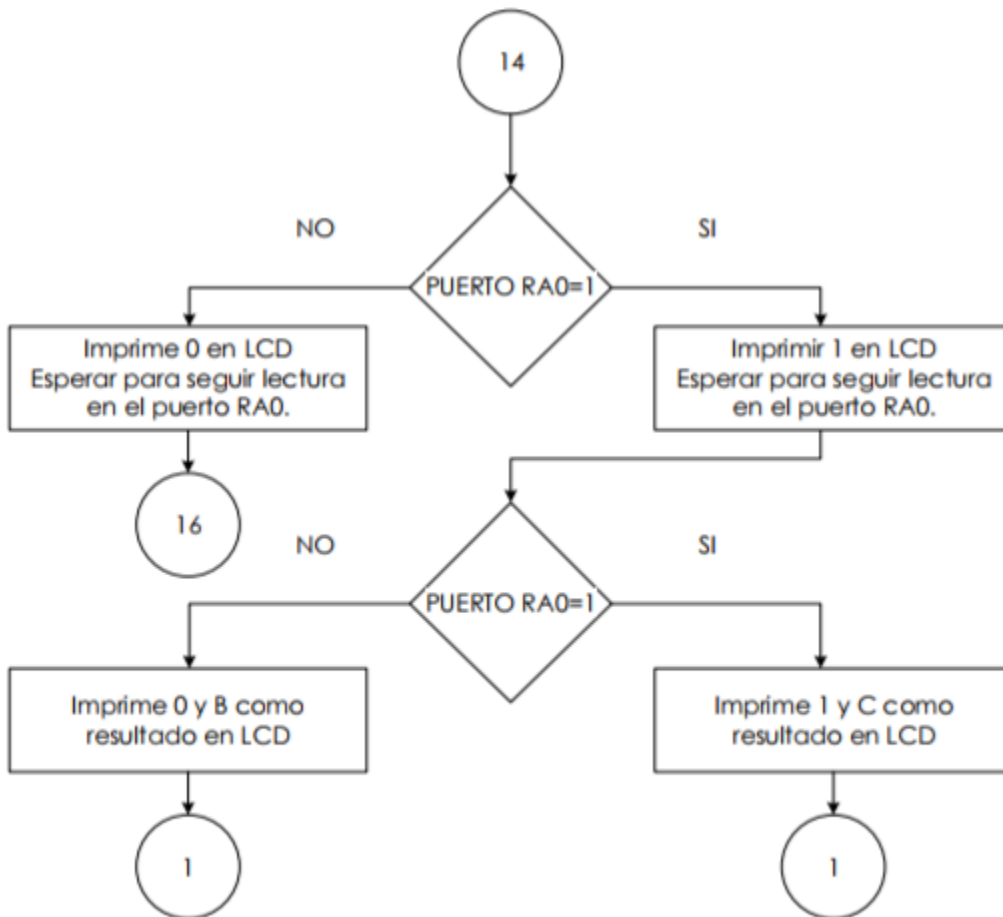 14
NO
SI
PUERTO RA0=1
Imprime 0 en LCD
Esperar para seguir lectura
en el puerto RA0.
Imprimir 1 en LCD
Esperar para seguir lectura
en el puerto RA0.
16
NO
SI
PUERTO RA0=1
Imprime 0 y B como
resultado en LCD
Imprime 1 y C como
resultado en LCD
1
1